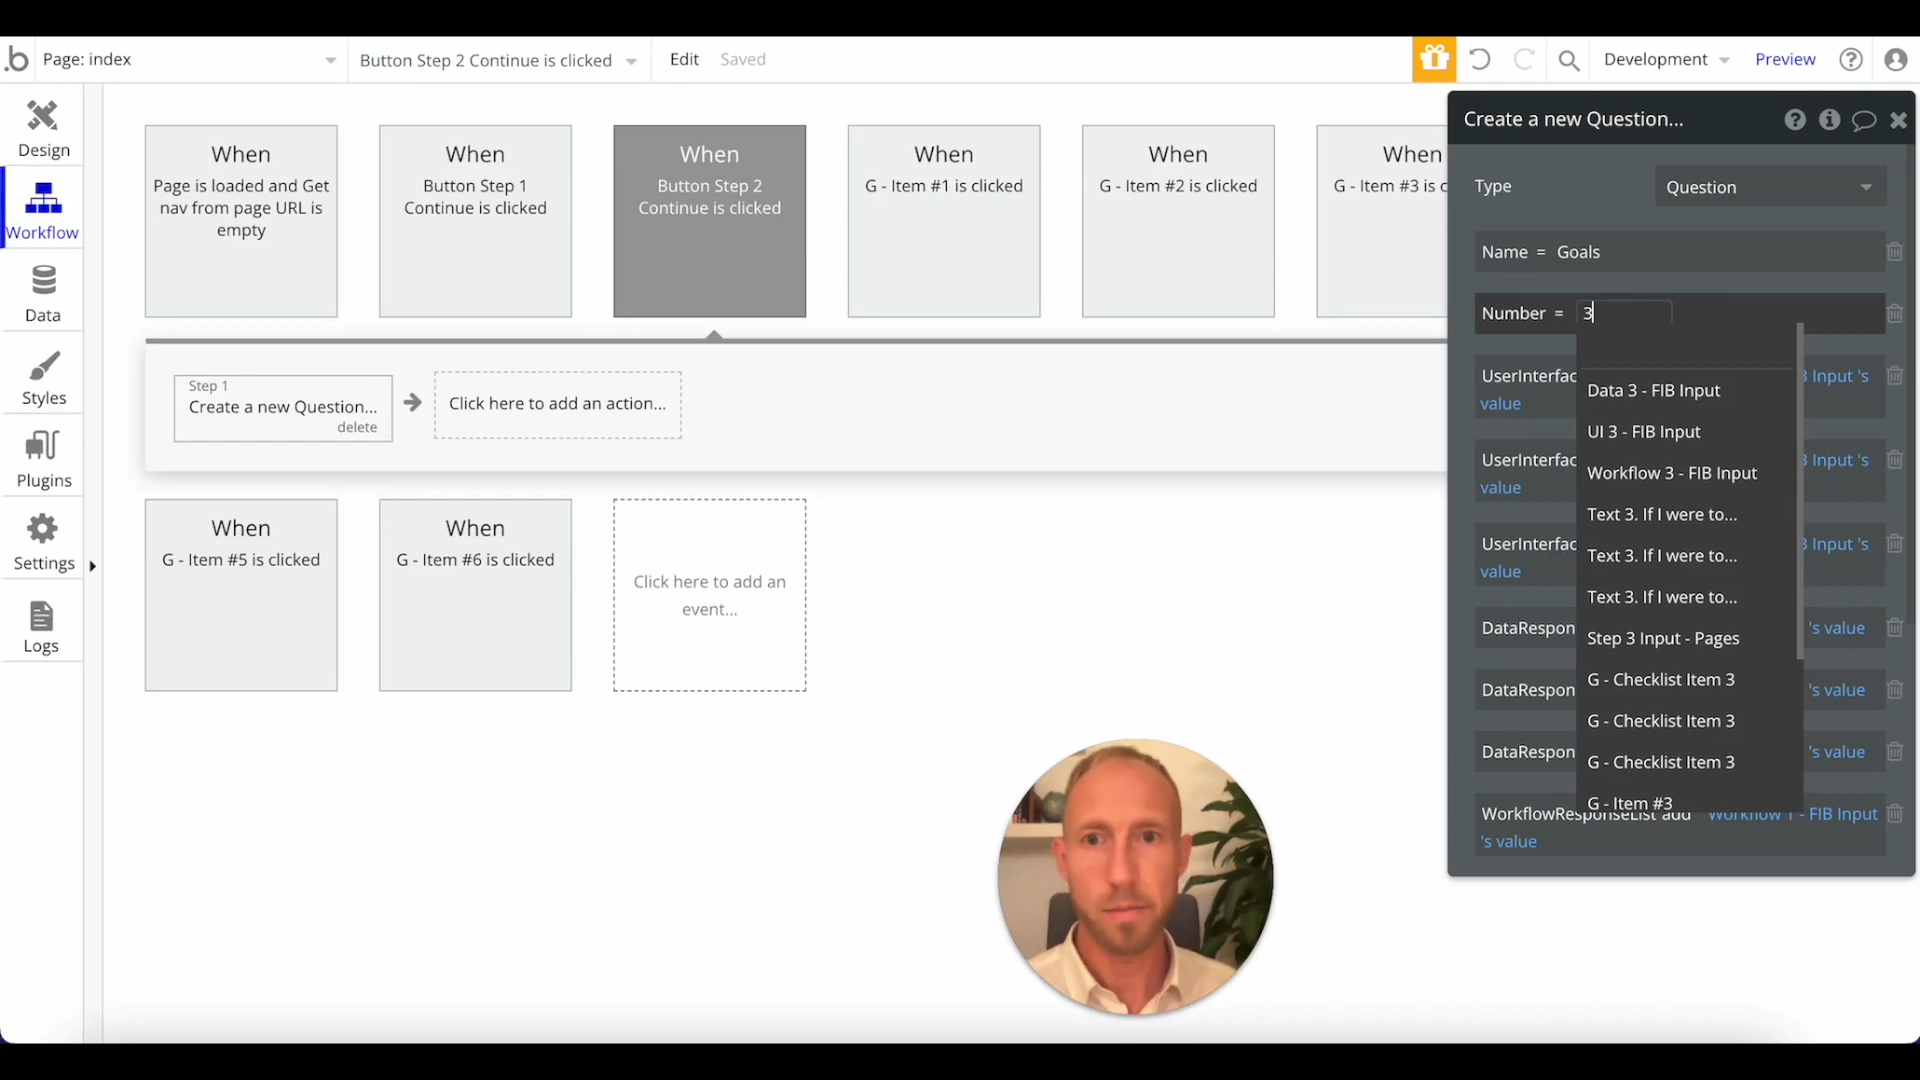 .b
Page: index
Button Step 2 Continue is clicked
Edit
Saved
Development
Preview
Design
Workflow
Data
Styles
Plugins
Settings
Logs
When
Page is loaded and Get
nav from page URL is
empty
When
Button Step 1
Continue is clicked
When
Button Step 2
Continue is clicked
When
G - Item #1 is clicked
When
G - Item #2 is clicked
When
G - Item #3 is c
Step 1
Create a new Question...
delete
Click here to add an action...
When
G - Item #5 is clicked
When
G - Item #6 is clicked
Click here to add an
event...
Create a new Question...
Type
Question
Name = Goals
Number = 3
UserInterfac
3 Input 's
value
UserInterfac
3 Input 's
value
UserInterfac
3 Input 's
value
DataRespon
's value
DataRespon
's value
DataRespon
's value
WorkflowResponseList add Workflow 1 - FIB Input
's value
Data 3 - FIB Input
UI 3 - FIB Input
Workflow 3 - FIB Input
Text 3. If I were to...
Text 3. If I were to...
Text 3. If I were to...
Step 3 Input - Pages
G - Checklist Item 3
G - Checklist Item 3
G - Checklist Item 3
G - Item #3